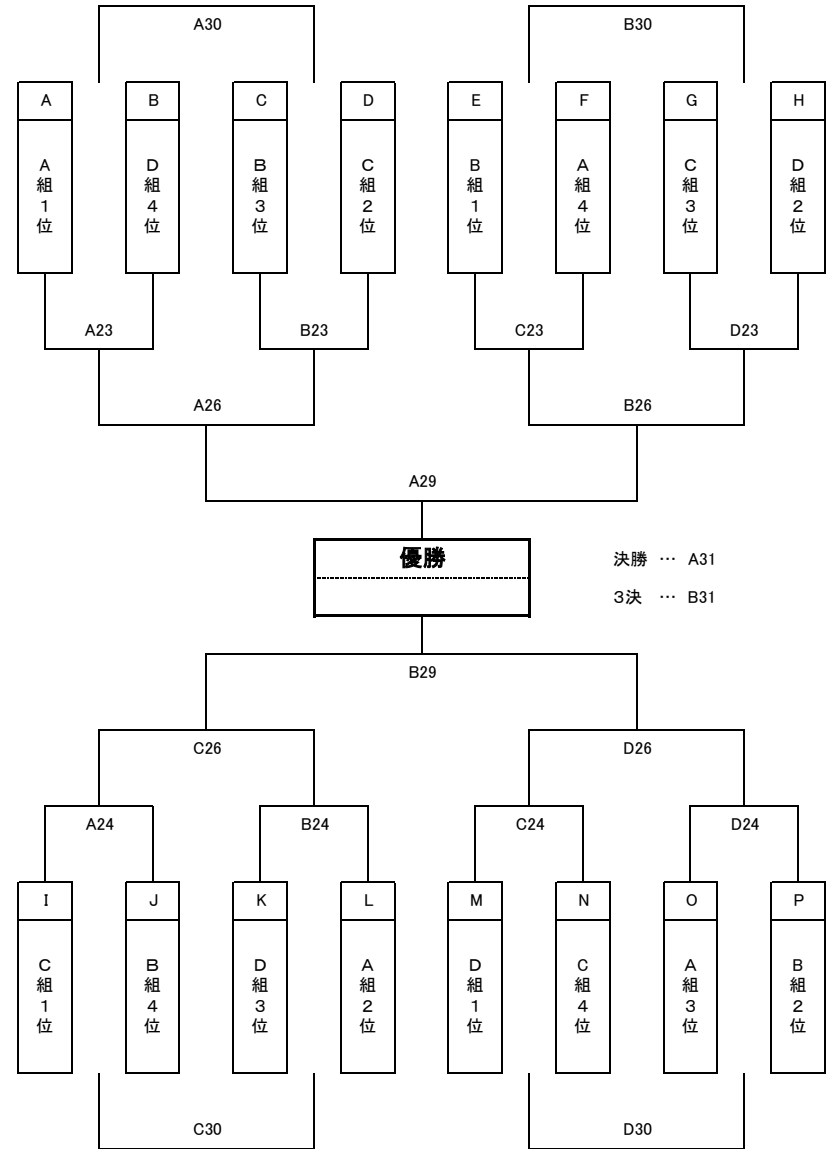 A30 B30
A B C D E F G H
A組1位 D組4位 B組3位 C組2位 B組1位 A組4位 C組3位 D組2位
A23 B23 C23 D23
A26 B26
A29
優勝
決勝 … A31
3決 … B31
B29
C26 D26
A24 B24 C24 D24
I J K L M N O P
C組1位 B組4位 D組3位 A組2位 D組1位 C組4位 A組3位 B組2位
C30 D30